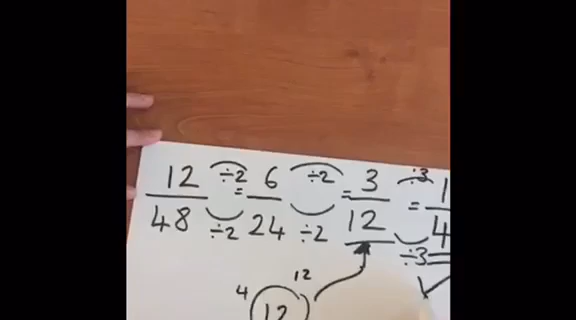 ÷2 ÷2 ÷3
12/48 = 6/24 = 3/12 = 1/4
÷2 ÷2 ÷3
4 12
12